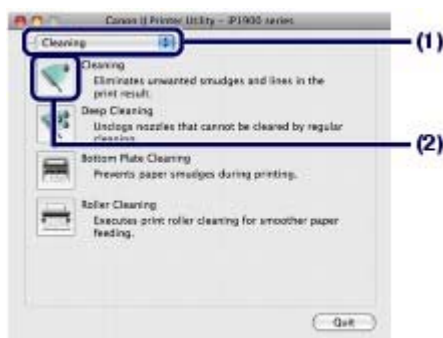 Canon IJ Printer Utility – iP1900 series
Cleaning
(1)
Cleaning
Eliminates unwanted smudges and lines in the
print result.
Deep Cleaning
Unclogs nozzles that cannot be cleared by regular
cleaning.
(2)
Bottom Plate Cleaning
Prevents paper smudges during printing.
Roller Cleaning
Executes print roller cleaning for smoother paper
feeding.
Quit